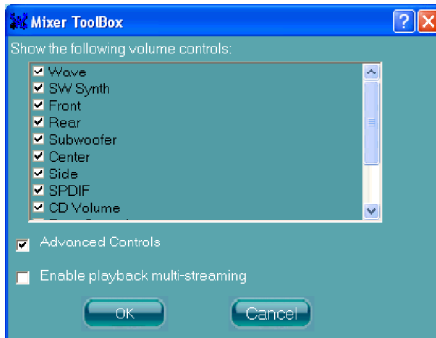 Mixer ToolBox
Show the following volume controls:
Wave
SW Synth
Front
Rear
Subwoofer
Center
Side
SPDIF
CD Volume
Advanced Controls
Enable playback multi-streaming
OK
Cancel